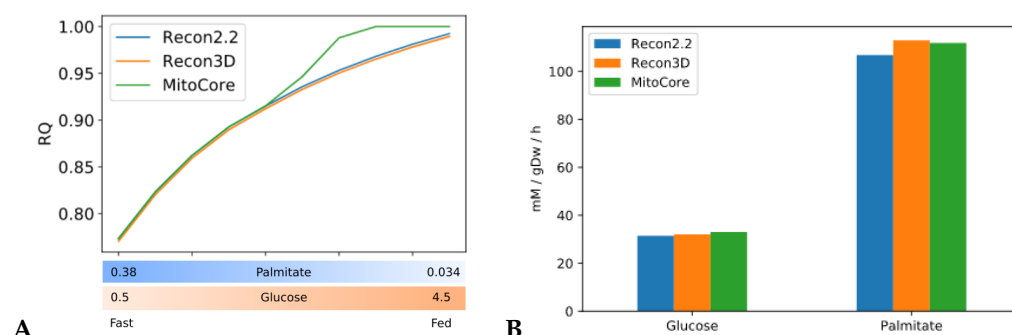 1.00
0.95
0.90
0.85
0.80
RQ
Recon2.2
Recon3D
MitoCore
0.38 Palmitate 0.034
0.5 Glucose 4.5
Fast Fed
A
100
80
60
40
20
0
mM / gDw / h
Recon2.2
Recon3D
MitoCore
Glucose Palmitate
B